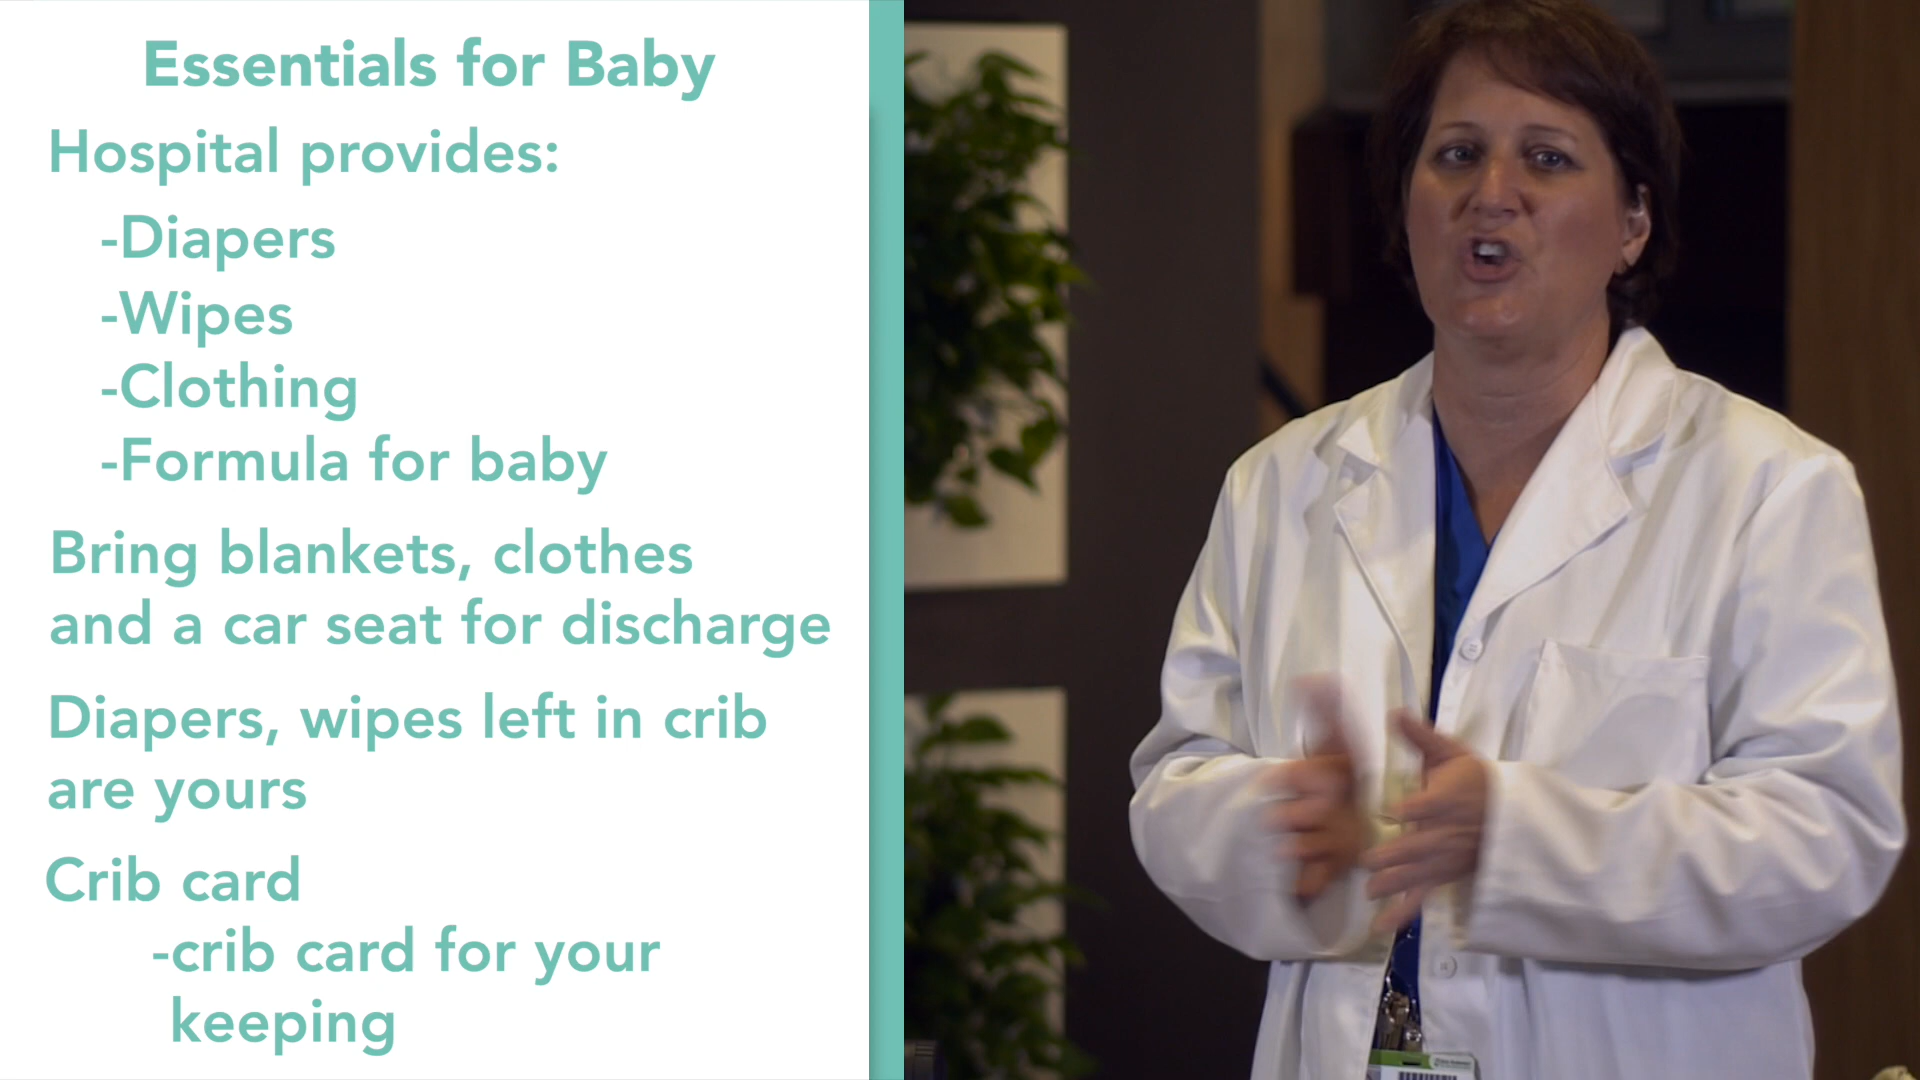 Essentials for Baby
Hospital provides:
-Diapers
-Wipes
-Clothing
-Formula for baby
Bring blankets, clothes
and a car seat for discharge
Diapers, wipes left in crib
are yours
Crib card
-crib card for your
keeping